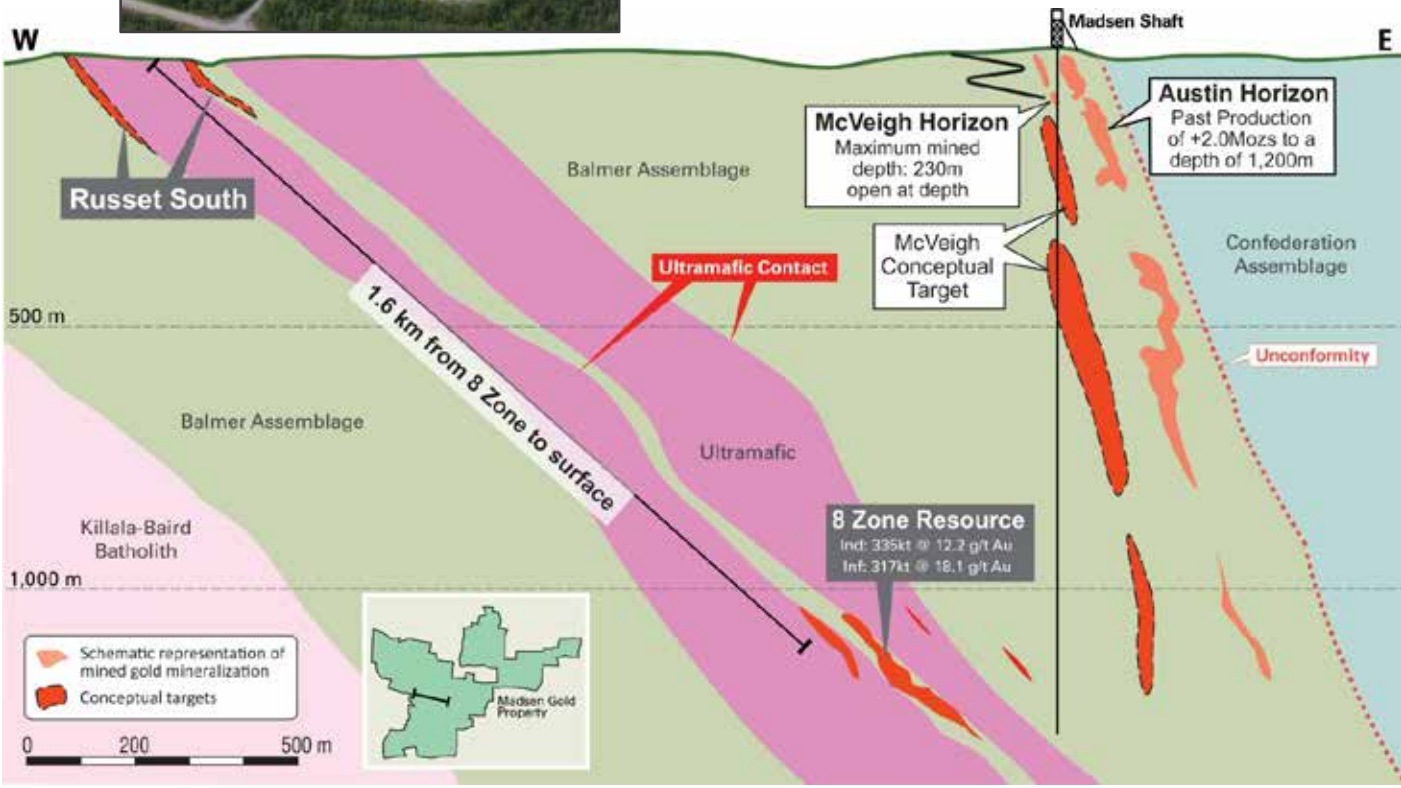 W
Madsen Shaft
E
Austin Horizon
Past Production
of +2.0Mozs to a
depth of 1,200m
McVeigh Horizon
Maximum mined
depth: 230m
open at depth
Balmer Assemblage
Russet South
McVeigh
Conceptual
Target
Confederation
Assemblage
Ultramafic Contact
500 m
1.6 km from 8 Zone to surface
Unconformity
Balmer Assemblage
Ultramafic
8 Zone Resource
Ind: 335kt @ 12.2 g/t Au
Inf: 317kt @ 18.1 g/t Au
Killala-Baird
Batholith
1,000 m
Schematic representation of
mined gold mineralization
Conceptual targets
Madsen Gold
Property
0 200 500 m